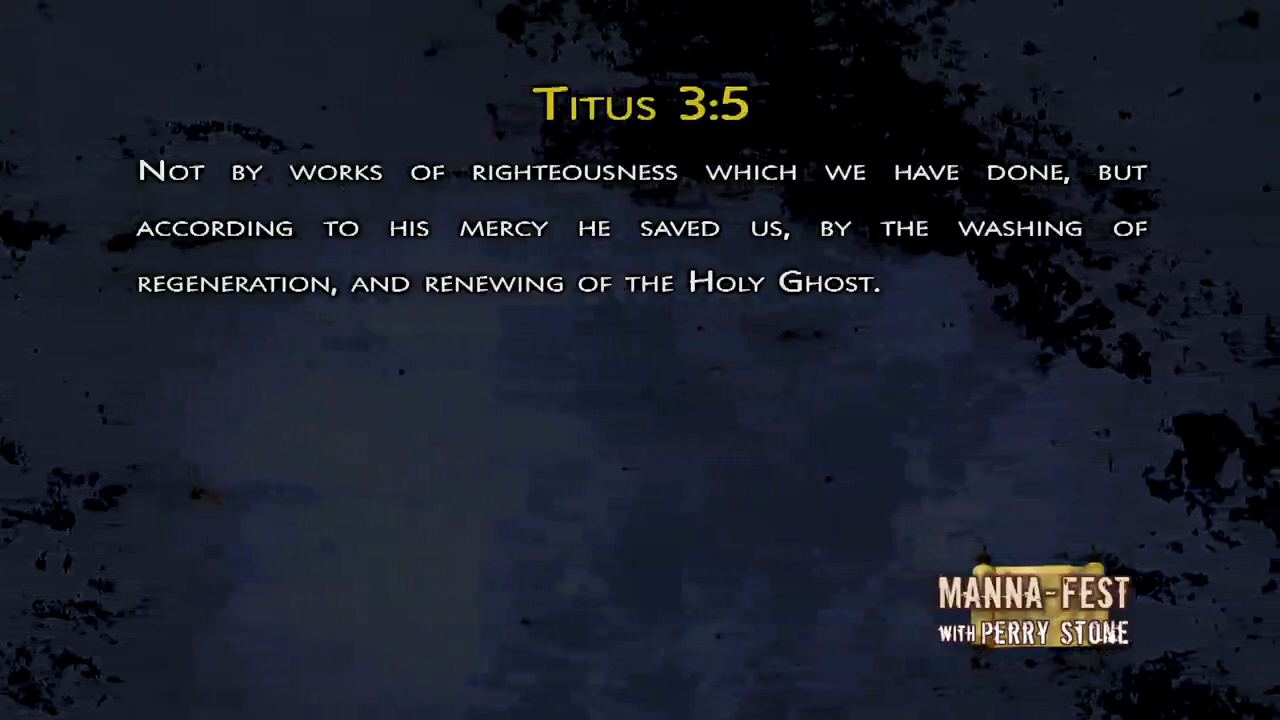 Titus 3:5
Not by works of righteousness which we have done, but
according to his mercy he saved us, by the washing of
regeneration, and renewing of the Holy Ghost.
MANNA-FEST
WITH PERRY STONE